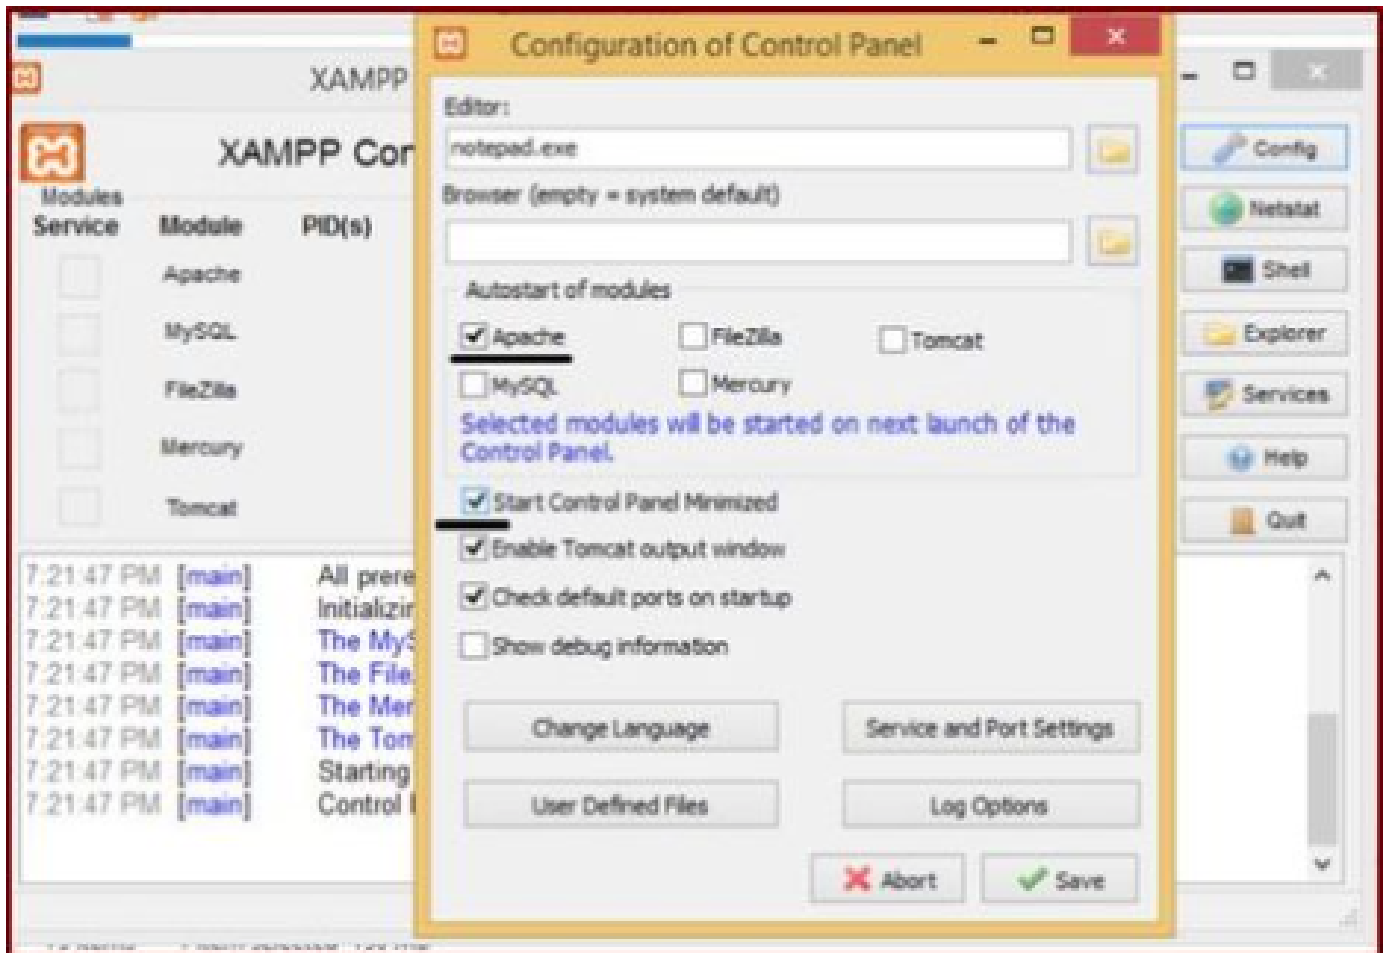 Configuration of Control Panel
XAMPP
XAMPP Con
Modules
Service Module PID(s)
Apache
MySQL
FileZilla
Mercury
Tomcat
7:21:47 PM [main] All prere
7:21:47 PM [main] Initializin
7:21:47 PM [main] The MyS
7:21:47 PM [main] The File
7:21:47 PM [main] The Mer
7:21:47 PM [main] The Tom
7:21:47 PM [main] Starting
7:21:47 PM [main] Control
Editor:
notepad.exe
Browser (empty = system default)
Autostart of modules
Apache FileZilla Tomcat
MySQL Mercury
Selected modules will be started on next launch of the
Control Panel.
Start Control Panel Minimized
Enable Tomcat output window
Check default ports on startup
Show debug information
Change Language Service and Port Settings
User Defined Files Log Options
Abort Save
Config
Netstat
Shell
Explorer
Services
Help
Quit